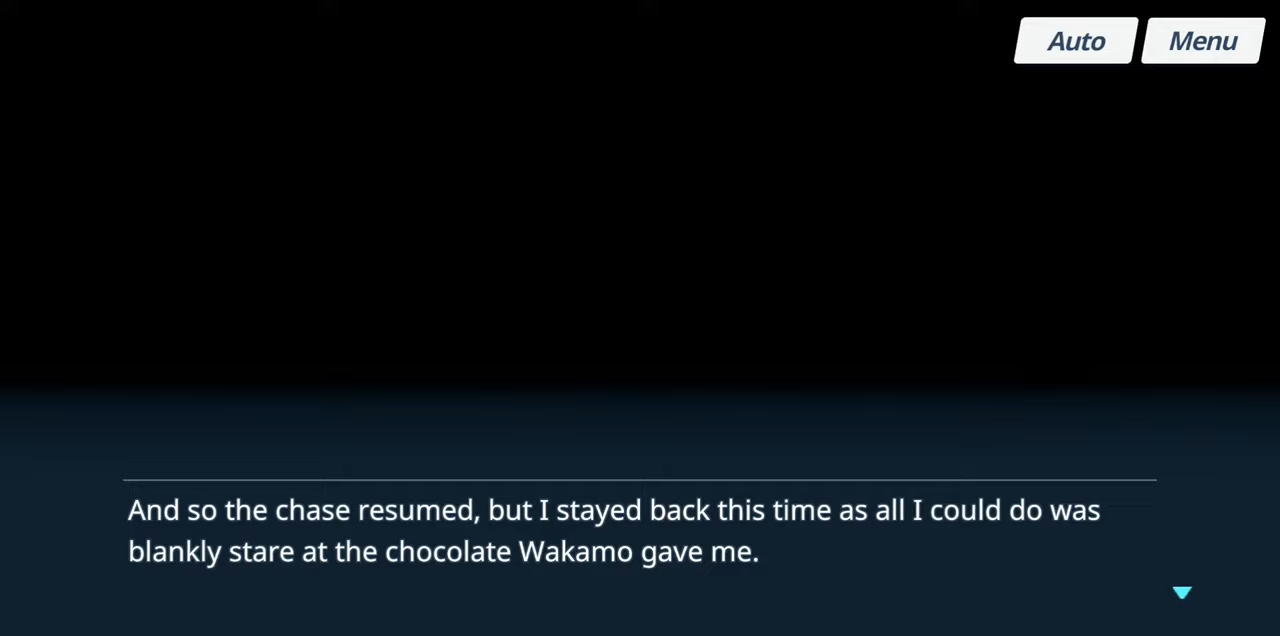 Auto Menu
And so the chase resumed, but I stayed back this time as all I could do was
blankly stare at the chocolate Wakamo gave me.